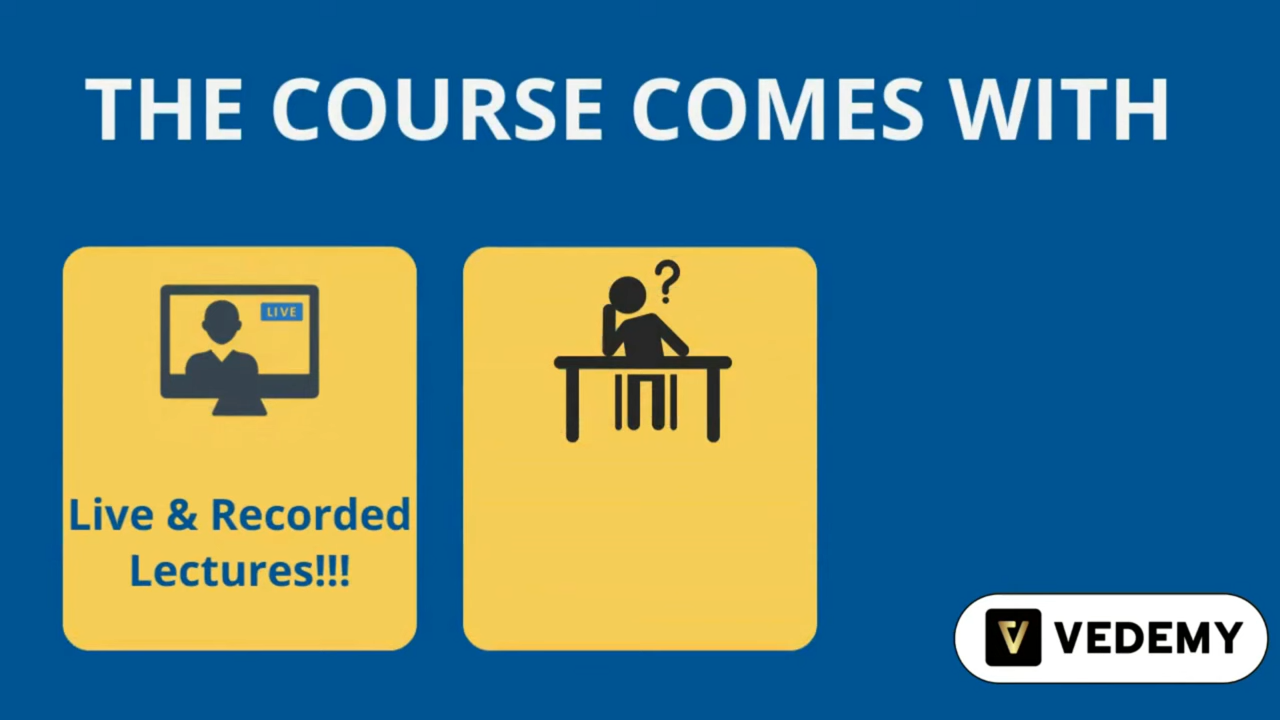 THE COURSE COMES WITH
LIVE
?
Live & Recorded
Lectures!!!
VEDEMY